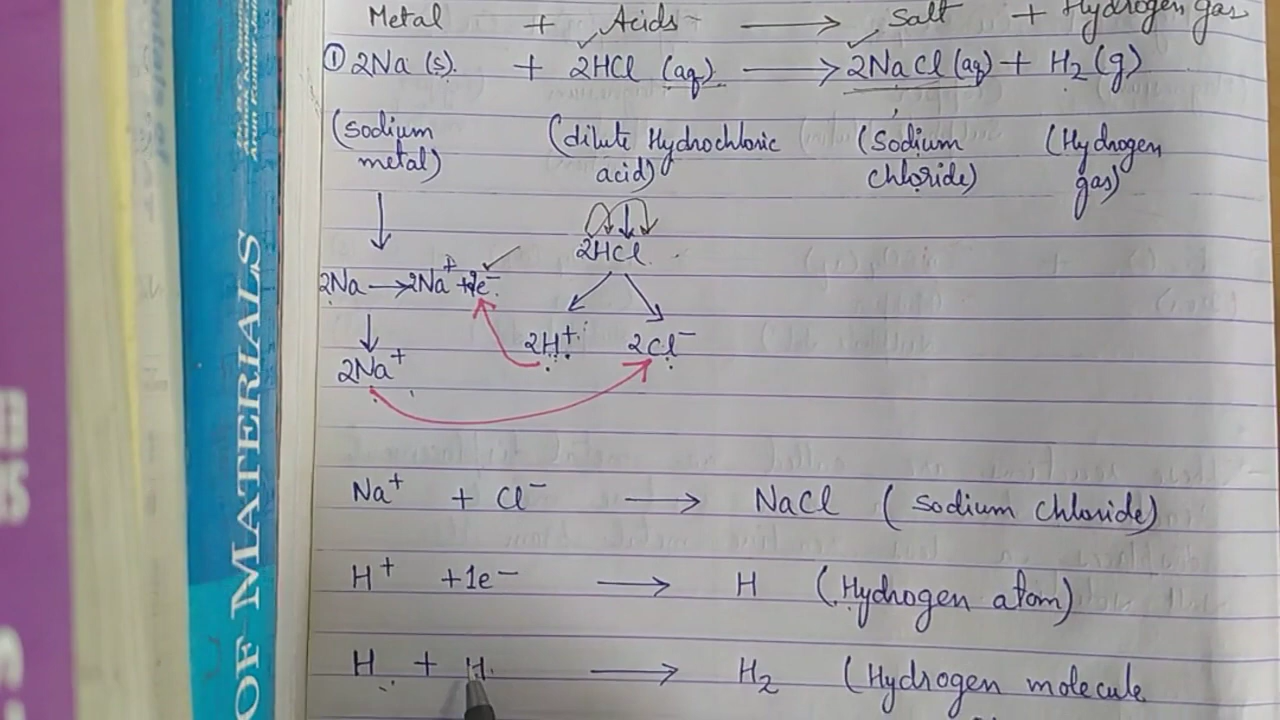 Metal + Acids ⟶ Salt + Hydrogen gas
① 2Na (s) + 2HCl (aq) ⟶ 2NaCl (aq) + H₂(g)
(sodium metal) (dilute Hydrochloric acid) (Sodium chloride) (Hydrogen gas)
2HCl
2Na ⟶ 2Na⁺ + e⁻
2H⁺ 2Cl⁻
2Na⁺
Na⁺ + Cl⁻ ⟶ NaCl (sodium chloride)
H⁺ + 1e⁻ ⟶ H (Hydrogen atom)
H + H ⟶ H₂ (Hydrogen molecule
OF MATERIALS